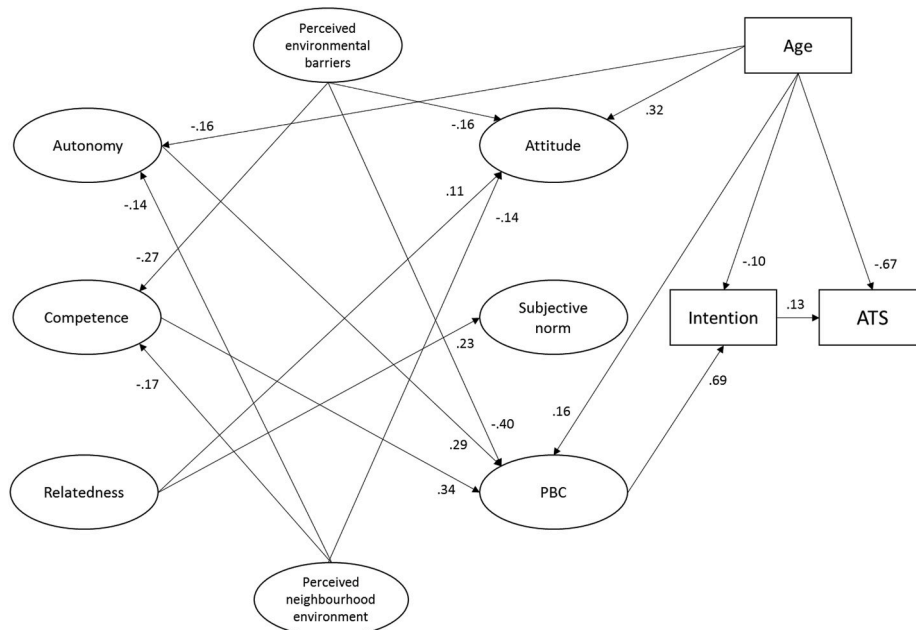 Perceived
environmental
barriers
Age
-.16
-.16
.32
Autonomy
Attitude
-.14
.11
-.14
-.27
-.10
-.67
Competence
Subjective
norm
Intention
.13
ATS
.23
-.17
.69
-.40
.16
.29
Relatedness
.34
PBC
Perceived
neighbourhood
environment